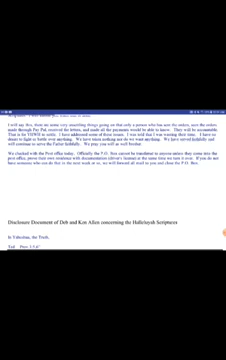 I will say this, there are some very unsettling things going on that only a person who has seen the orders, sent the orders,
made through Pay Pal, received the letters, and made all the payments would be able to know. They will be accountable.
That is for YHWH to settle. I have addressed some of these issues. I was told that I was wasting their time. I have no
desire to fight or battle over anything. We have taken nothing nor do we want anything. We have served faithfully and
will continue to serve the Father faithfully. We pray you well as well brother.
We checked with the Post office today. Officially the P.O. Box cannot be transferred to anyone unless they come into the
post office, prove their own existence with documentation (driver's license) at the same time we turn it over. If you do not
have someone who can do this in the next week or so, we will forward all mail to you and close the P.O. Box.
Disclosure Document of Deb and Ken Allen concerning the Halleluyah Scriptures
In Yahushua, the Truth,